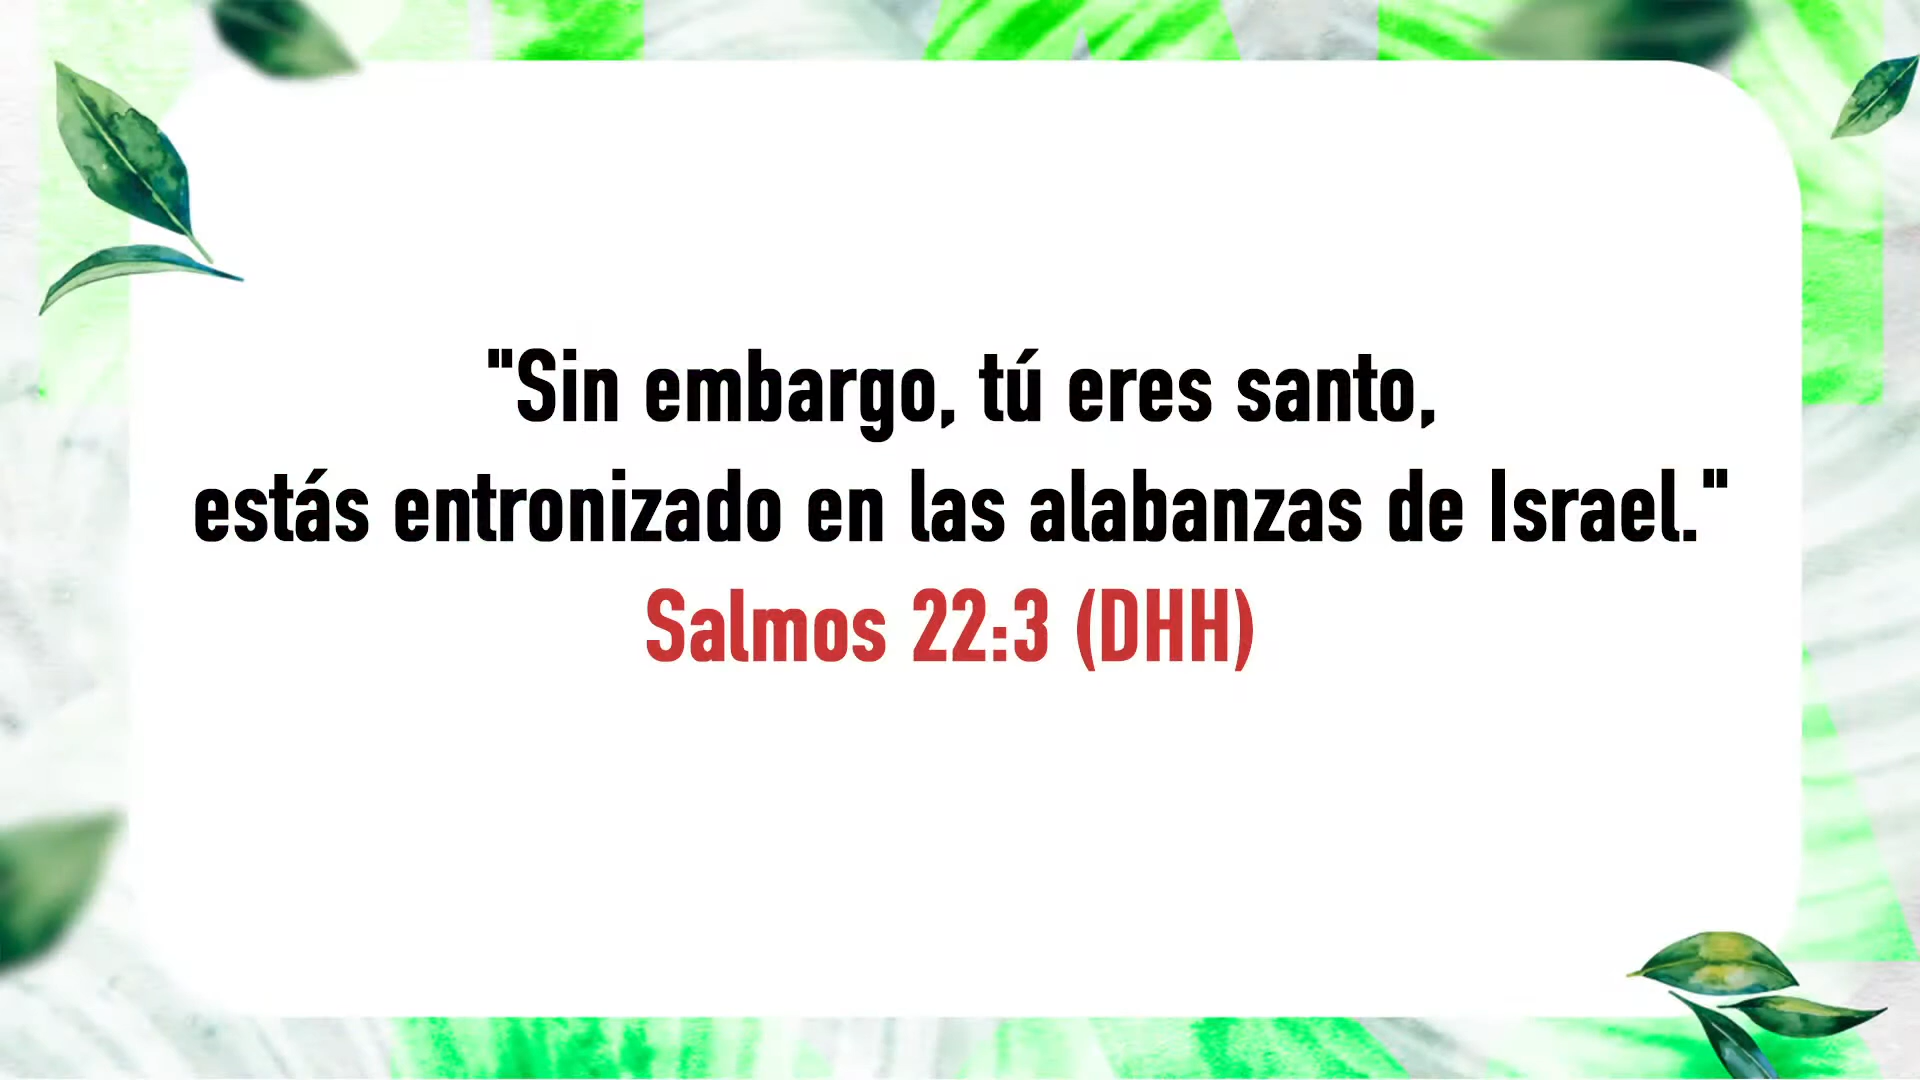 "Sin embargo, tú eres santo,
estás entronizado en las alabanzas de Israel."
Salmos 22:3 (DHH)